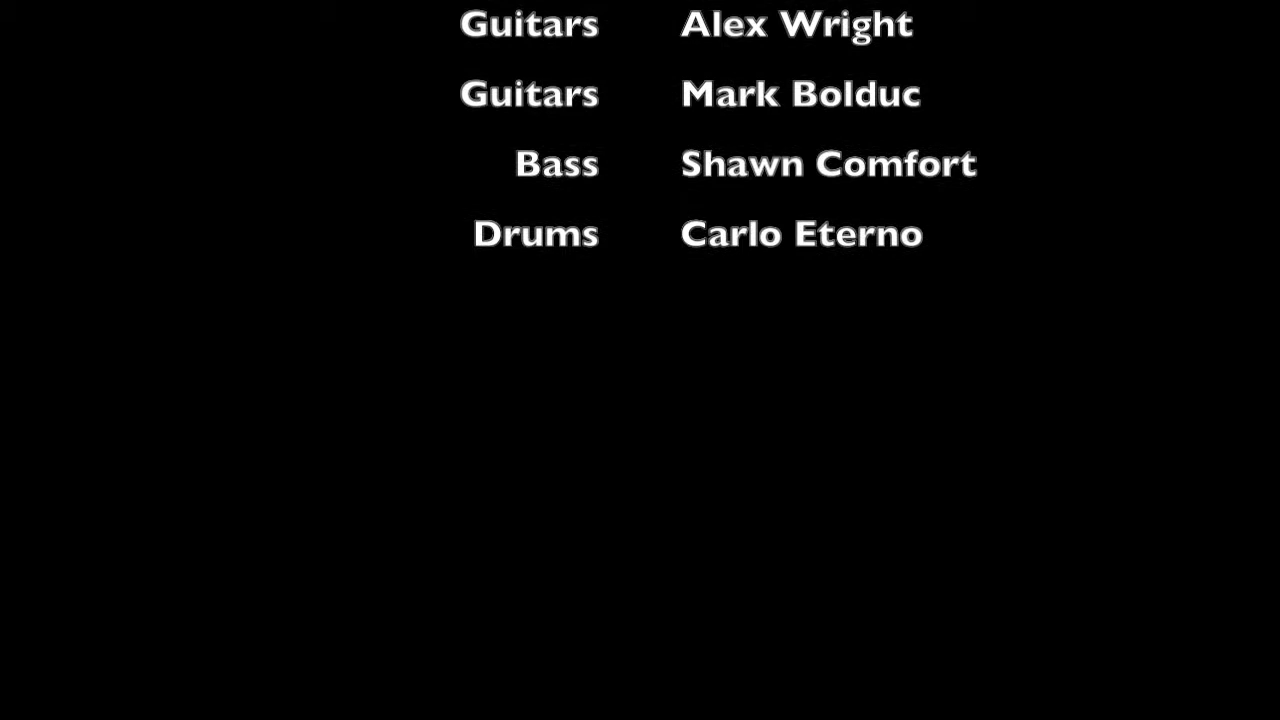 Guitars Alex Wright
Guitars Mark Bolduc
Bass Shawn Comfort
Drums Carlo Eterno